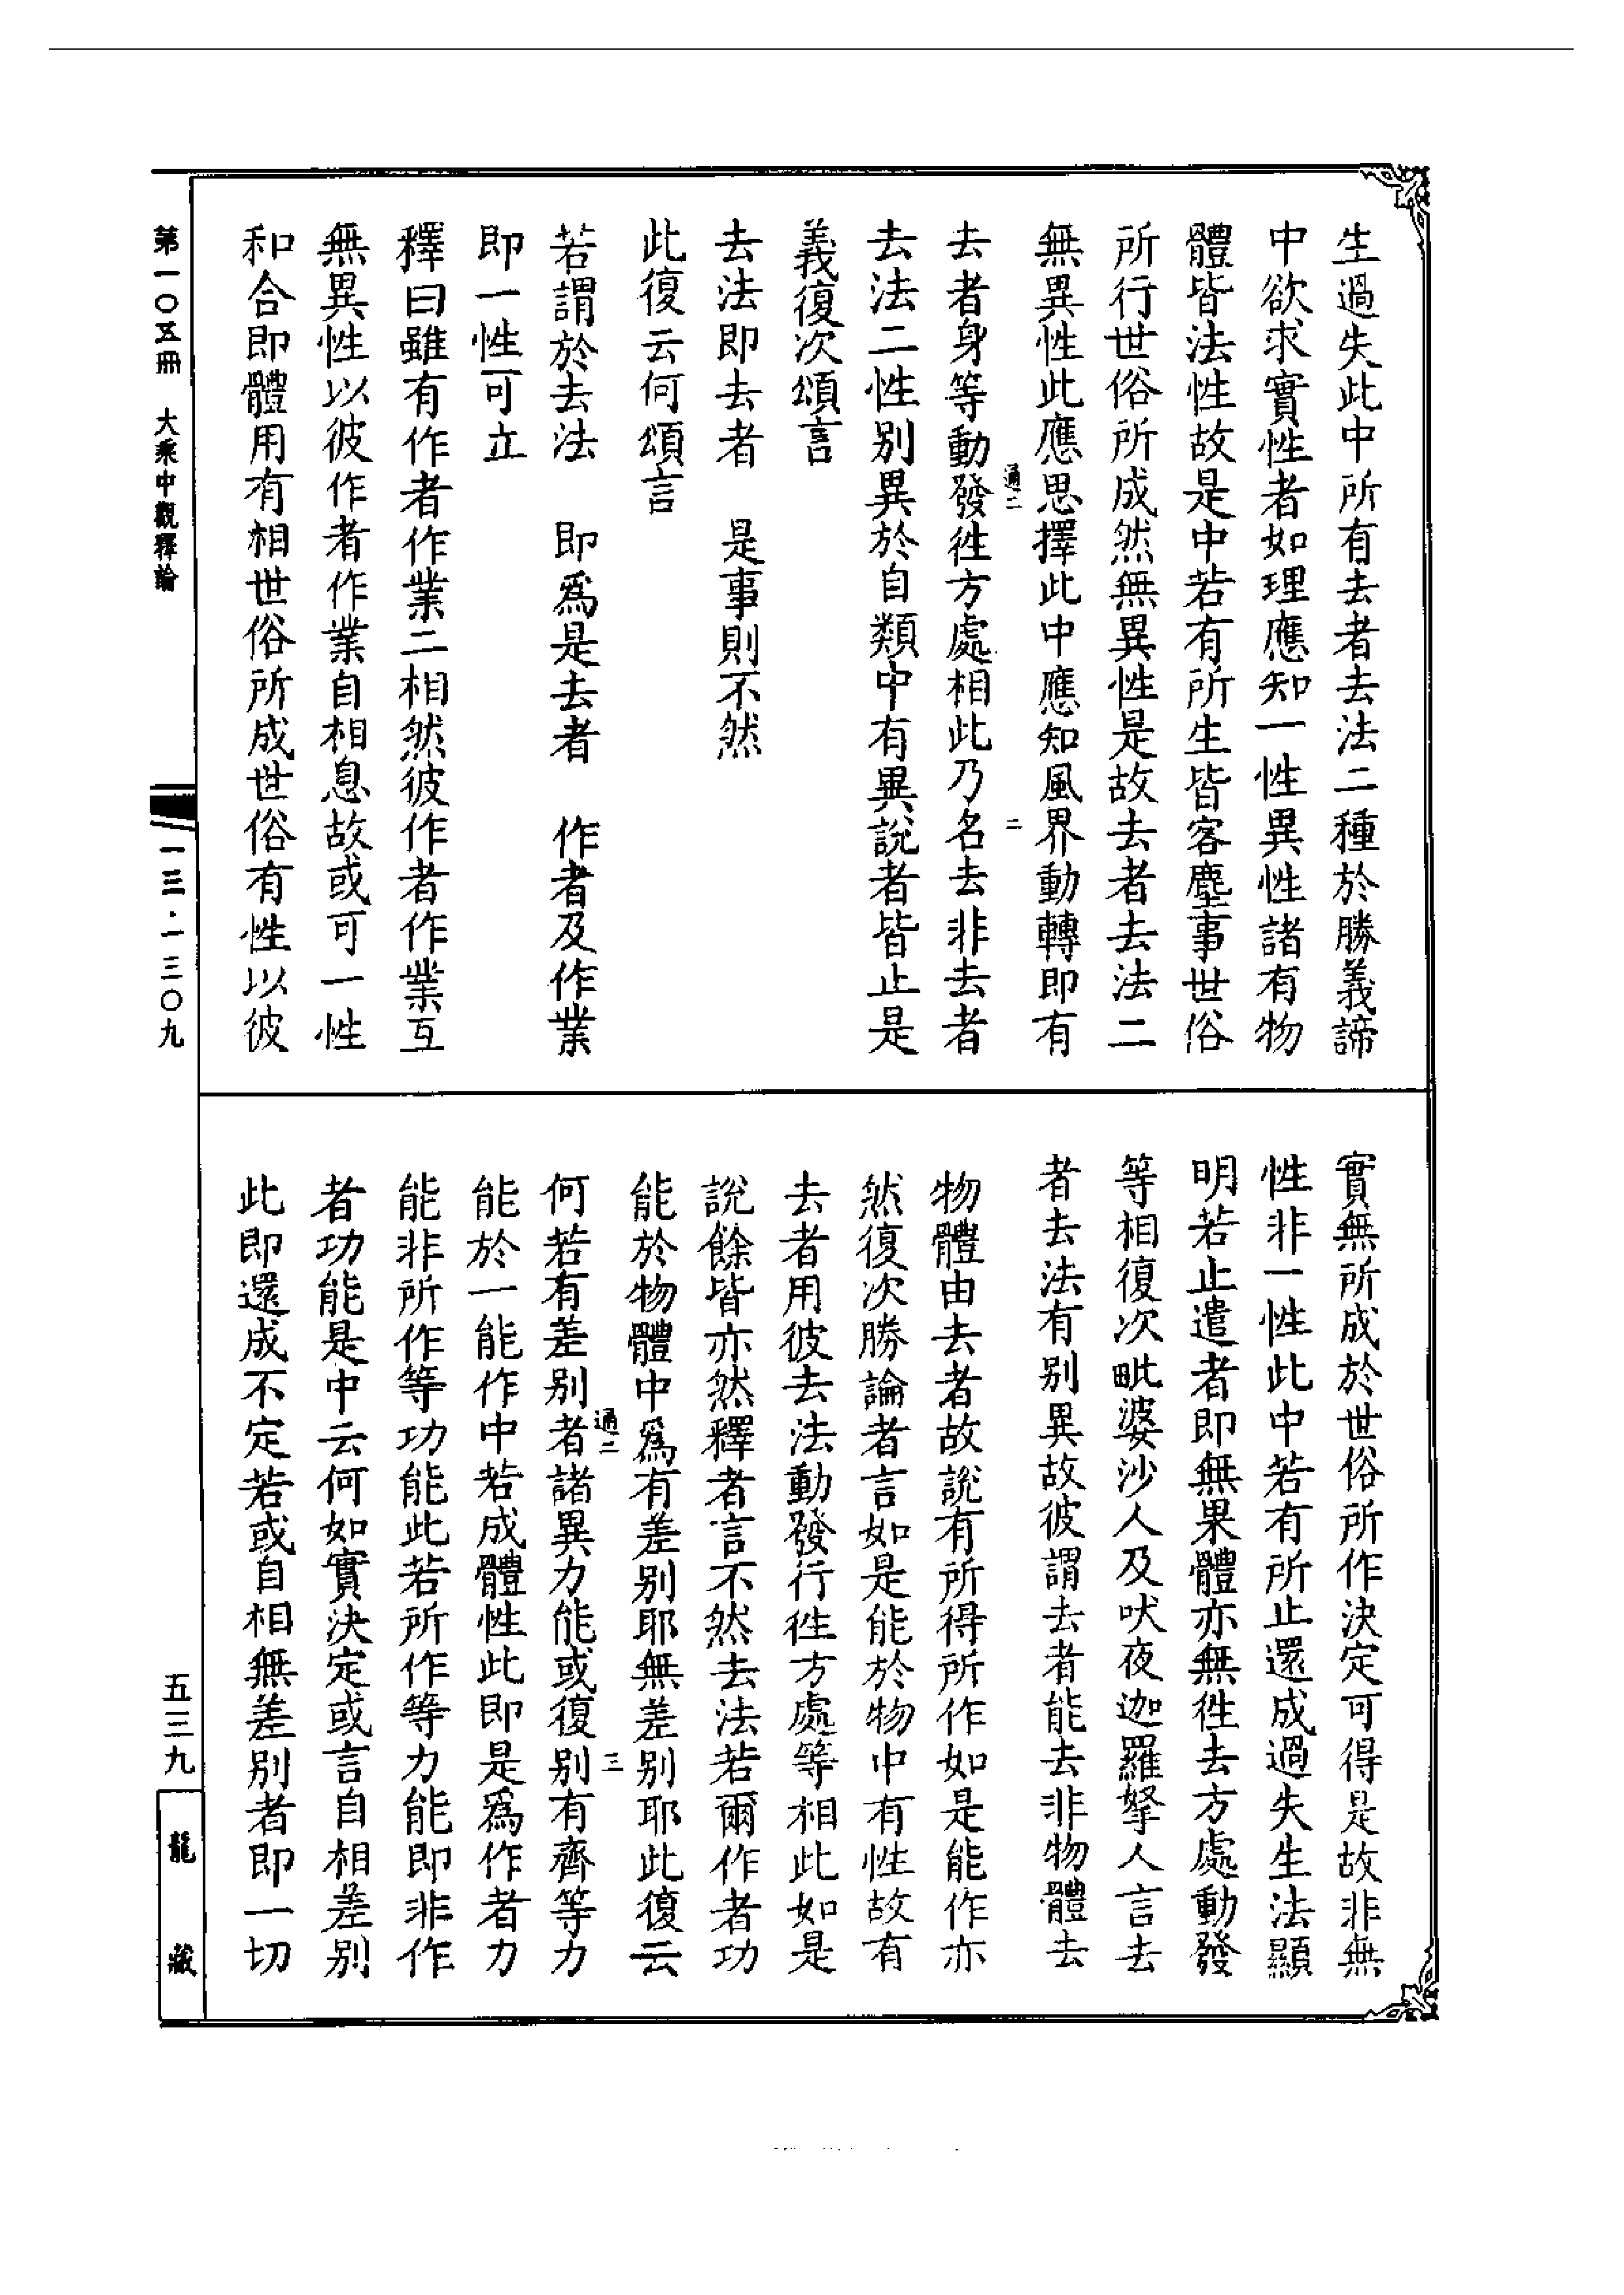 生過失此中所有去者去法二種於勝義諦
中欲求實性者如理應知一性異性諸有物
體皆法性故是中若有所生皆客塵事世俗
所行世俗所成然無異性是故去者去法二
無異性此應思擇此中應知風界動轉即有
通二
二
去者身等動發徃方處相此乃名去非去者
去法二性別異於自類中有異說者皆止是
義復次頌言
去法即去者　是事則不然
此復云何頌言
若謂於去法　即爲是去者　作者及作業
即一性可立
釋曰雖有作者作業二相然彼作者作業互
無異性以彼作者作業自相息故或可一性
和合即體用有相世俗所成世俗有性以彼
實無所成於世俗所作決定可得是故非無
性非一性此中若有所止還成過失生法顯
明若止遣者即無果體亦無徃去方處動發
等相復次毗婆沙人及吠夜迦羅拏人言去
者去法有別異故彼謂去者能去非物體去
物體由去者故說有所得所作如是能作亦
然復次勝論者言如是能於物中有性故有
去者用彼去法動發行徃方處等相此如是
說餘皆亦然釋者言不然去法若爾作者功
能於物體中爲有差別耶無差別耶此復云
通二
三
何若有差別者諸異力能或復別有齊等力
能於一能作中若成體性此即是爲作者力
能非所作等功能此若所作等力能即非作
者功能是中云何如實決定或言自相差別
此即還成不定若或自相無差別者即一切
第一〇五冊　大乘中觀釋論
一三·一三〇九
五三九
龍藏